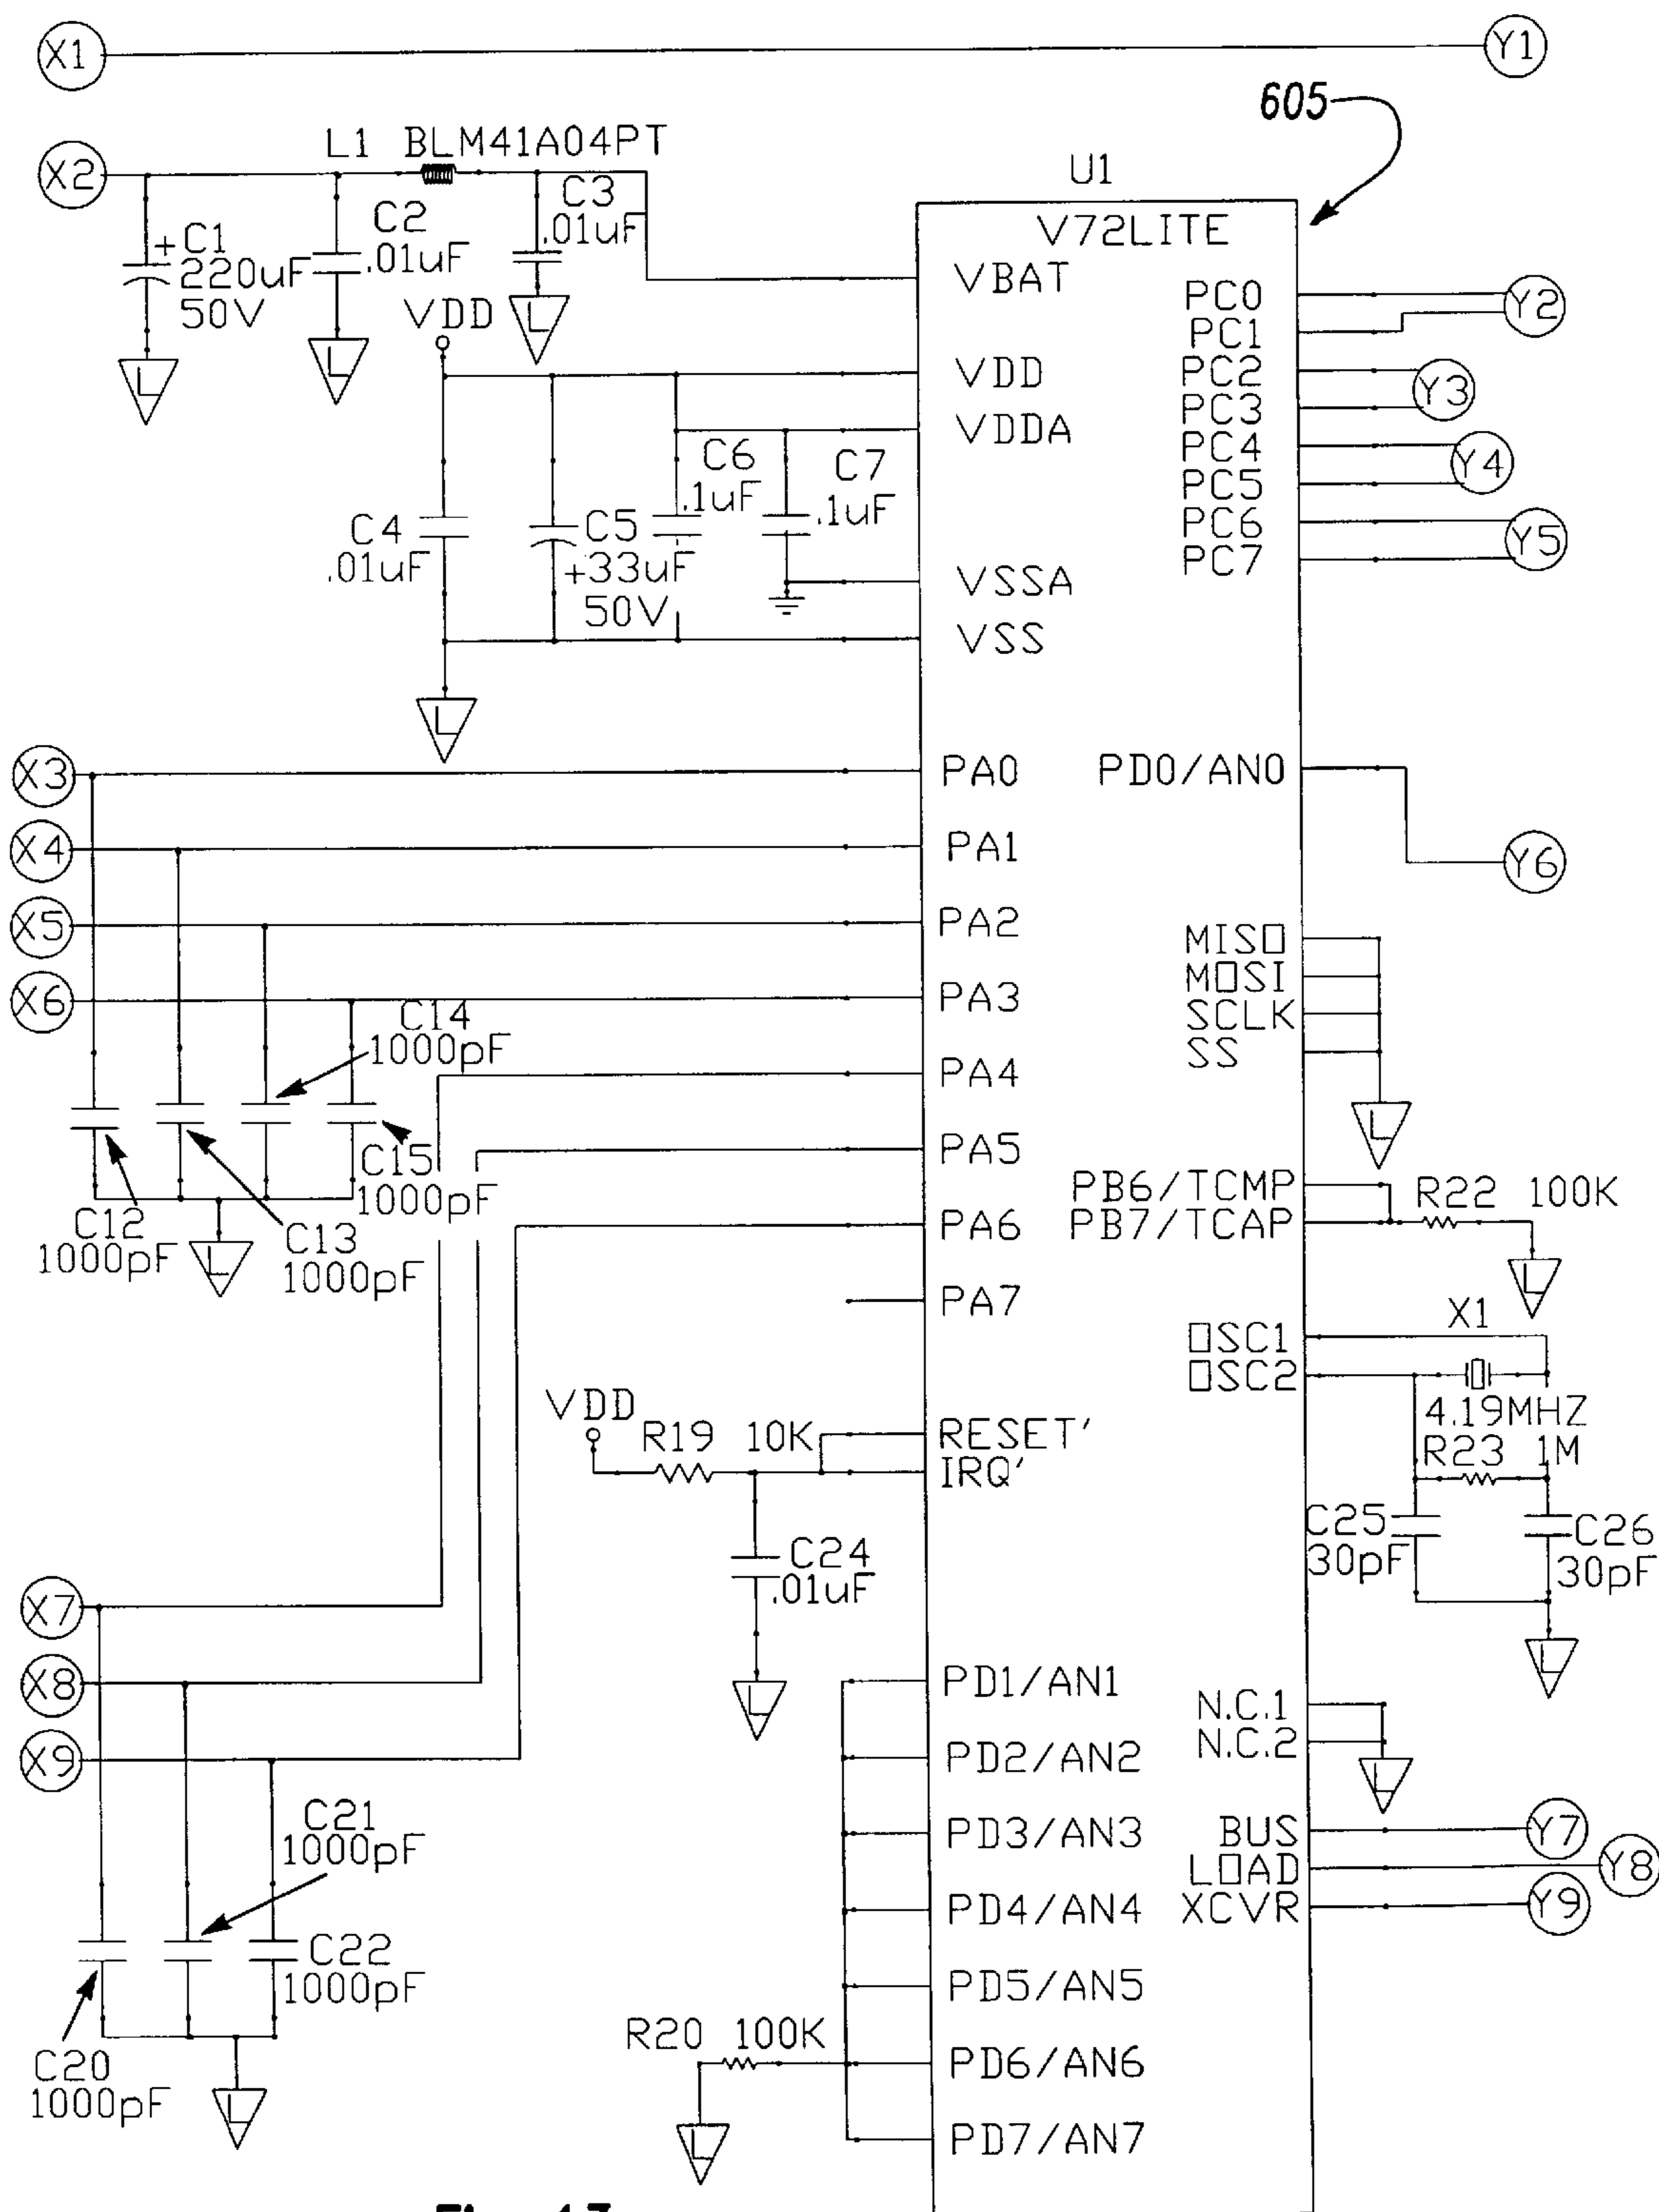 X1
Y1
605
L1 BLM41A04PT
X2
U1
V72LITE
C1
+
220uF
50V
C2
.01uF
C3
.01uF
L
L
L
VDD
VBAT
VDD
VDDA
VSSA
VSS
C4
.01uF
C5
+33uF
50V
C6
.1uF
C7
.1uF
L
PC0
PC1
PC2
PC3
PC4
PC5
PC6
PC7
Y2
Y3
Y4
Y5
X3
PA0
PD0/AN0
X4
PA1
Y6
X5
PA2
X6
PA3
MISO
MOSI
SCLK
SS
L
C14
1000pF
PA4
PA5
C15
1000pF
C12
1000pF
C13
1000pF
L
PA6
PB6/TCMP
PB7/TCAP
R22 100K
L
PA7
X1
OSC1
OSC2
4.19MHZ
R23 1M
C25
30pF
C26
30pF
L
VDD
R19 10K
RESET'
IRQ'
C24
.01uF
L
X7
X8
X9
C21
1000pF
C22
1000pF
C20
1000pF
L
PD1/AN1
PD2/AN2
PD3/AN3
PD4/AN4
PD5/AN5
PD6/AN6
PD7/AN7
R20 100K
L
N.C.1
N.C.2
L
BUS
LOAD
XCVR
Y7
Y8
Y9